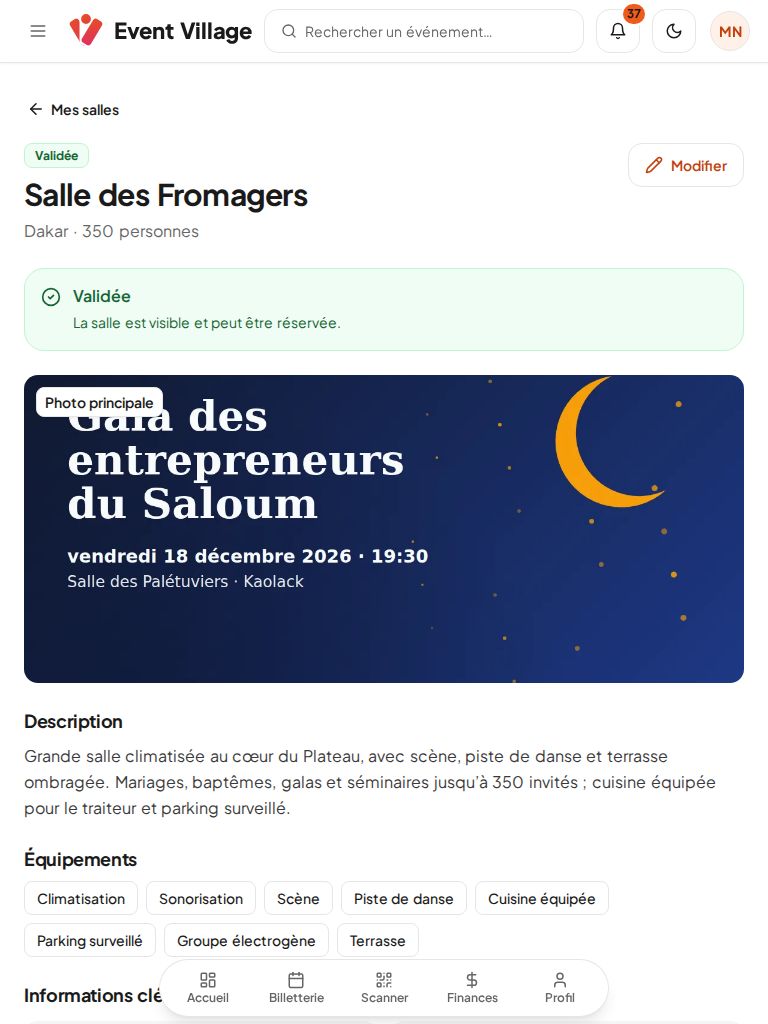 Event Village
Rechercher un événement…
37
MN
Mes salles
Validée
Modifier
Salle des Fromagers
Dakar · 350 personnes
Validée
La salle est visible et peut être réservée.
Photo principale
Gala des
entrepreneurs
du Saloum
vendredi 18 décembre 2026 · 19:30
Salle des Palétuviers · Kaolack
Description
Grande salle climatisée au cœur du Plateau, avec scène, piste de danse et terrasse
ombragée. Mariages, baptêmes, galas et séminaires jusqu’à 350 invités ; cuisine équipée
pour le traiteur et parking surveillé.
Équipements
Climatisation
Sonorisation
Scène
Piste de danse
Cuisine équipée
Parking surveillé
Groupe électrogène
Terrasse
Informations clé
Accueil
Billetterie
Scanner
Finances
Profil